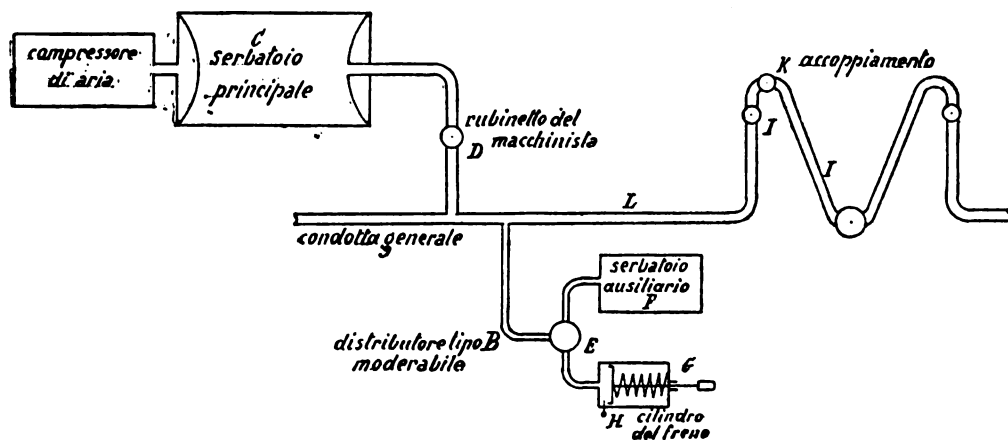 compressore
di aria
C
serbatoio
principale
rubinetto del
macchinista
D
K accoppiamento
I
I
L
condotta generale
serbatoio
ausiliario
F
distributore tipo B
moderabile
E
G
H cilindro
del freno